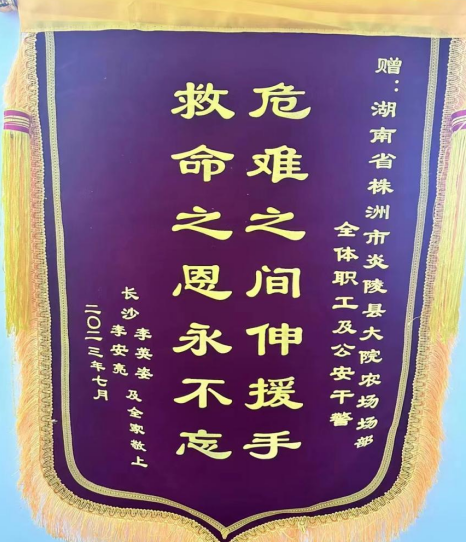 赠：湖南省株洲市炎陵县大院农场场部
全体职工及公安干警
危难之间伸援手
救命之恩永不忘
长沙 李英姿 李安亮 及全家敬上
二〇二三年七月